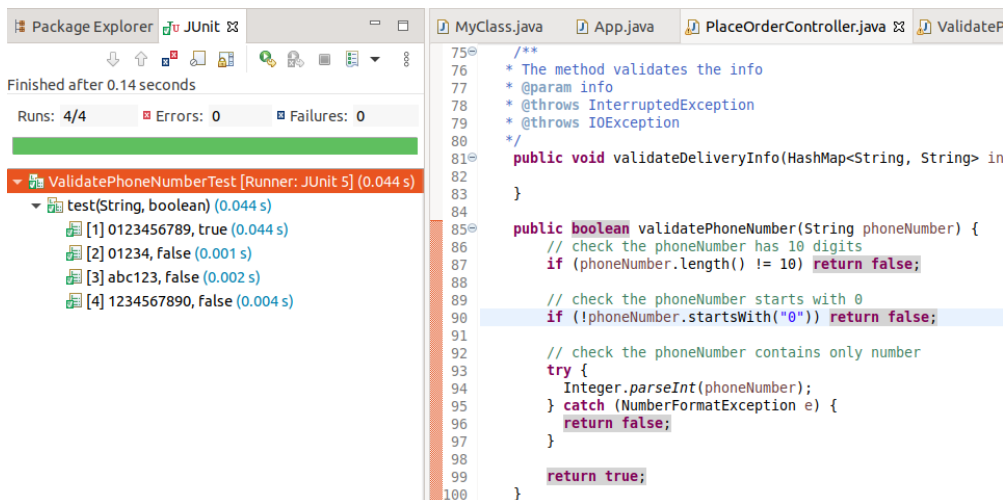 Package Explorer JUnit
Finished after 0.14 seconds
Runs: 4/4 Errors: 0 Failures: 0
ValidatePhoneNumberTest [Runner: JUnit 5] (0.044 s)
test(String, boolean) (0.044 s)
[1] 0123456789, true (0.044 s)
[2] 01234, false (0.001 s)
[3] abc123, false (0.002 s)
[4] 1234567890, false (0.004 s)
MyClass.java App.java PlaceOrderController.java ValidateP
75 /**
76 * The method validates the info
77 * @param info
78 * @throws InterruptedException
79 * @throws IOException
80 */
81 public void validateDeliveryInfo(HashMap<String, String> in
82
83 }
84
85 public boolean validatePhoneNumber(String phoneNumber) {
86 // check the phoneNumber has 10 digits
87 if (phoneNumber.length() != 10) return false;
88
89 // check the phoneNumber starts with 0
90 if (!phoneNumber.startsWith("0")) return false;
91
92 // check the phoneNumber contains only number
93 try {
94 Integer.parseInt(phoneNumber);
95 } catch (NumberFormatException e) {
96 return false;
97 }
98
99 return true;
100 }